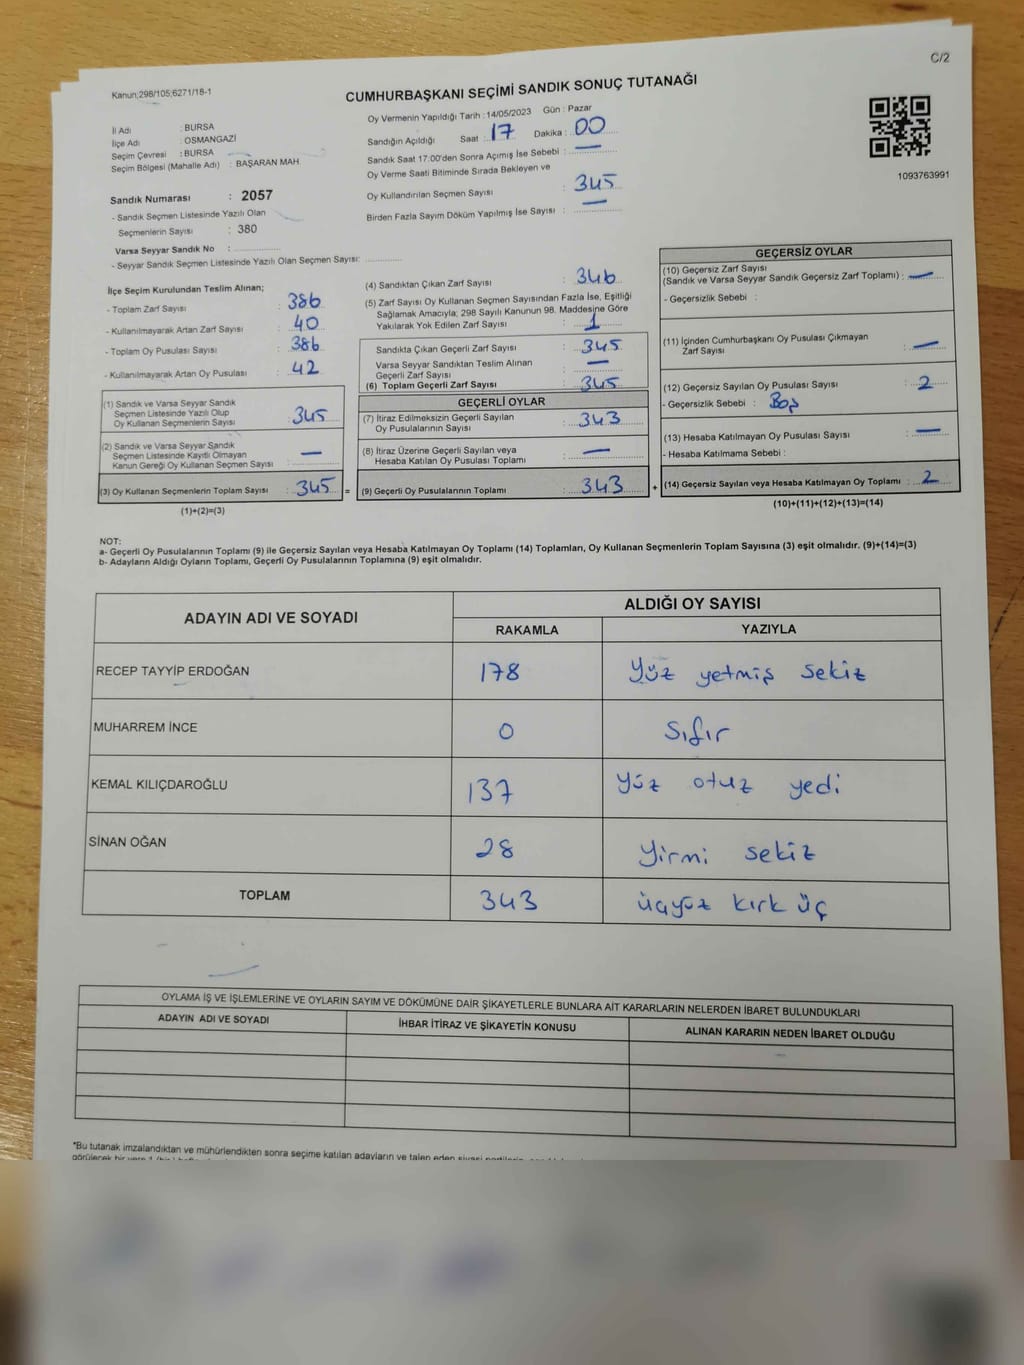 C/2
Kanun;298/105;6271/18-1
CUMHURBAŞKANI SEÇİMİ SANDIK SONUÇ TUTANAĞI
İl Adı : BURSA
İlçe Adı : OSMANGAZİ
Seçim Çevresi : BURSA
Seçim Bölgesi (Mahalle Adı) : BAŞARAN MAH
Sandık Numarası : 2057
- Sandık Seçmen Listesinde Yazılı Olan
Seçmenlerin Sayısı : 380
Varsa Seyyar Sandık No :
- Seyyar Sandık Seçmen Listesinde Yazılı Olan Seçmen Sayısı:
Oy Vermenin Yapıldığı Tarih : 14/05/2023 Gün : Pazar
Sandığın Açıldığı Saat : 17 Dakika : 00
Sandık Saat 17:00'den Sonra Açımış İse Sebebi : —
Oy Verme Saati Bitiminde Sırada Bekleyen ve
Oy Kullandırılan Seçmen Sayısı : 345
Birden Fazla Sayım Döküm Yapılmış İse Sayısı : —
1093763991
İlçe Seçim Kurulundan Teslim Alınan;
- Toplam Zarf Sayısı : 386
- Kullanılmayarak Artan Zarf Sayısı : 40
- Toplam Oy Pusulası Sayısı : 386
- Kullanılmayarak Artan Oy Pusulası : 42
(1) Sandık ve Varsa Seyyar Sandık
Seçmen Listesinde Yazılı Olup
Oy Kullanan Seçmenlerin Sayısı : 345
(2) Sandık ve Varsa Seyyar Sandık
Seçmen Listesinde Kayıtlı Olmayan
Kanun Gereği Oy Kullanan Seçmen Sayısı : —
(3) Oy Kullanan Seçmenlerin Toplam Sayısı : 345 =
(1)+(2)=(3)
(4) Sandıktan Çıkan Zarf Sayısı : 346
(5) Zarf Sayısı Oy Kullanan Seçmen Sayısından Fazla İse, Eşitliği
Sağlamak Amacıyla; 298 Sayılı Kanunun 98. Maddesine Göre
Yakılarak Yok Edilen Zarf Sayısı : 1
Sandıkta Çıkan Geçerli Zarf Sayısı : 345
Varsa Seyyar Sandıktan Teslim Alınan
Geçerli Zarf Sayısı : —
(6) Toplam Geçerli Zarf Sayısı : 345
GEÇERLİ OYLAR
(7) İtiraz Edilmeksizin Geçerli Sayılan
Oy Pusulalarının Sayısı : 343
(8) İtiraz Üzerine Geçerli Sayılan veya
Hesaba Katılan Oy Pusulası Toplamı : —
(9) Geçerli Oy Pusulalarının Toplamı : 343 +
GEÇERSİZ OYLAR
(10) Geçersiz Zarf Sayısı
(Sandık ve Varsa Seyyar Sandık Geçersiz Zarf Toplamı) : —
- Geçersizlik Sebebi :
(11) İçinden Cumhurbaşkanı Oy Pusulası Çıkmayan
Zarf Sayısı : —
(12) Geçersiz Sayılan Oy Pusulası Sayısı : 2
- Geçersizlik Sebebi : Boş
(13) Hesaba Katılmayan Oy Pusulası Sayısı : —
- Hesaba Katılmama Sebebi :
(14) Geçersiz Sayılan veya Hesaba Katılmayan Oy Toplamı : 2
(10)+(11)+(12)+(13)=(14)
NOT:
a- Geçerli Oy Pusulalarının Toplamı (9) ile Geçersiz Sayılan veya Hesaba Katılmayan Oy Toplamı (14) Toplamları, Oy Kullanan Seçmenlerin Toplam Sayısına (3) eşit olmalıdır. (9)+(14)=(3)
b- Adayların Aldığı Oyların Toplamı, Geçerli Oy Pusulalarının Toplamına (9) eşit olmalıdır.
ADAYIN ADI VE SOYADI ALDIĞI OY SAYISI
RAKAMLA YAZIYLA
RECEP TAYYİP ERDOĞAN 178 Yüz yetmiş sekiz
MUHARREM İNCE 0 Sıfır
KEMAL KILIÇDAROĞLU 137 Yüz otuz yedi
SİNAN OĞAN 28 Yirmi sekiz
TOPLAM 343 üçyüz kırk üç
OYLAMA İŞ VE İŞLEMLERİNE VE OYLARIN SAYIM VE DÖKÜMÜNE DAİR ŞİKAYETLERLE BUNLARA AİT KARARLARIN NELERDEN İBARET BULUNDUKLARI
ADAYIN ADI VE SOYADI İHBAR İTİRAZ VE ŞİKAYETİN KONUSU ALINAN KARARIN NEDEN İBARET OLDUĞU
*Bu tutanak imzalandıktan ve mühürlendikten sonra seçime katılan adayların ve talep eden siyasi